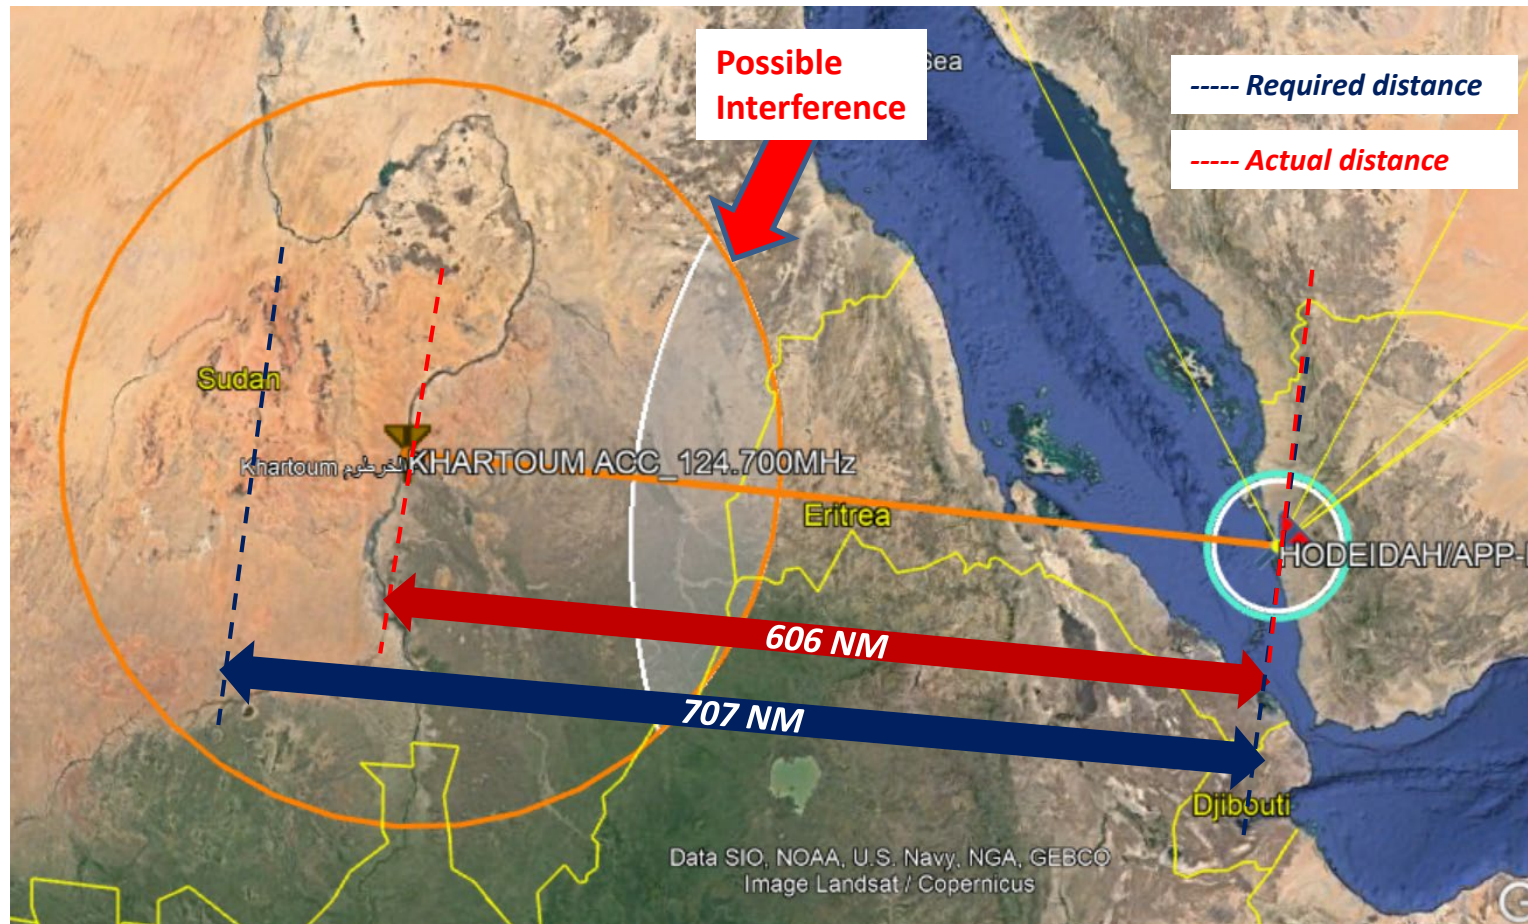 Possible
Interference
Sea
----- Required distance
----- Actual distance
Sudan
Khartoum الخرطوم
KHARTOUM ACC_124.700MHz
Eritrea
HODEIDAH/APP-
606 NM
707 NM
Djibouti
Data SIO, NOAA, U.S. Navy, NGA, GEBCO
Image Landsat / Copernicus
G